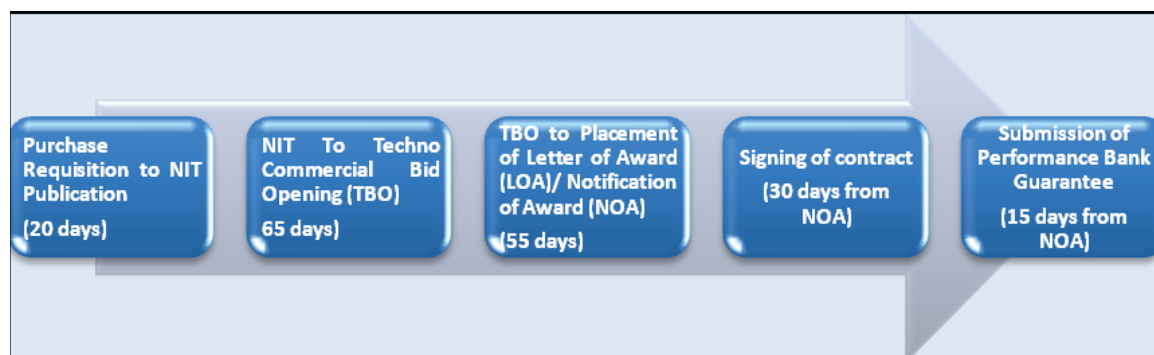 Purchase
Requisition to NIT
Publication
(20 days)
NIT To Techno
Commercial Bid
Opening (TBO)
65 days)
TBO to Placement
of Letter of Award
(LOA)/ Notification
of Award (NOA)
(55 days)
Signing of contract
(30 days from
NOA)
Submission of
Performance Bank
Guarantee
(15 days from
NOA)